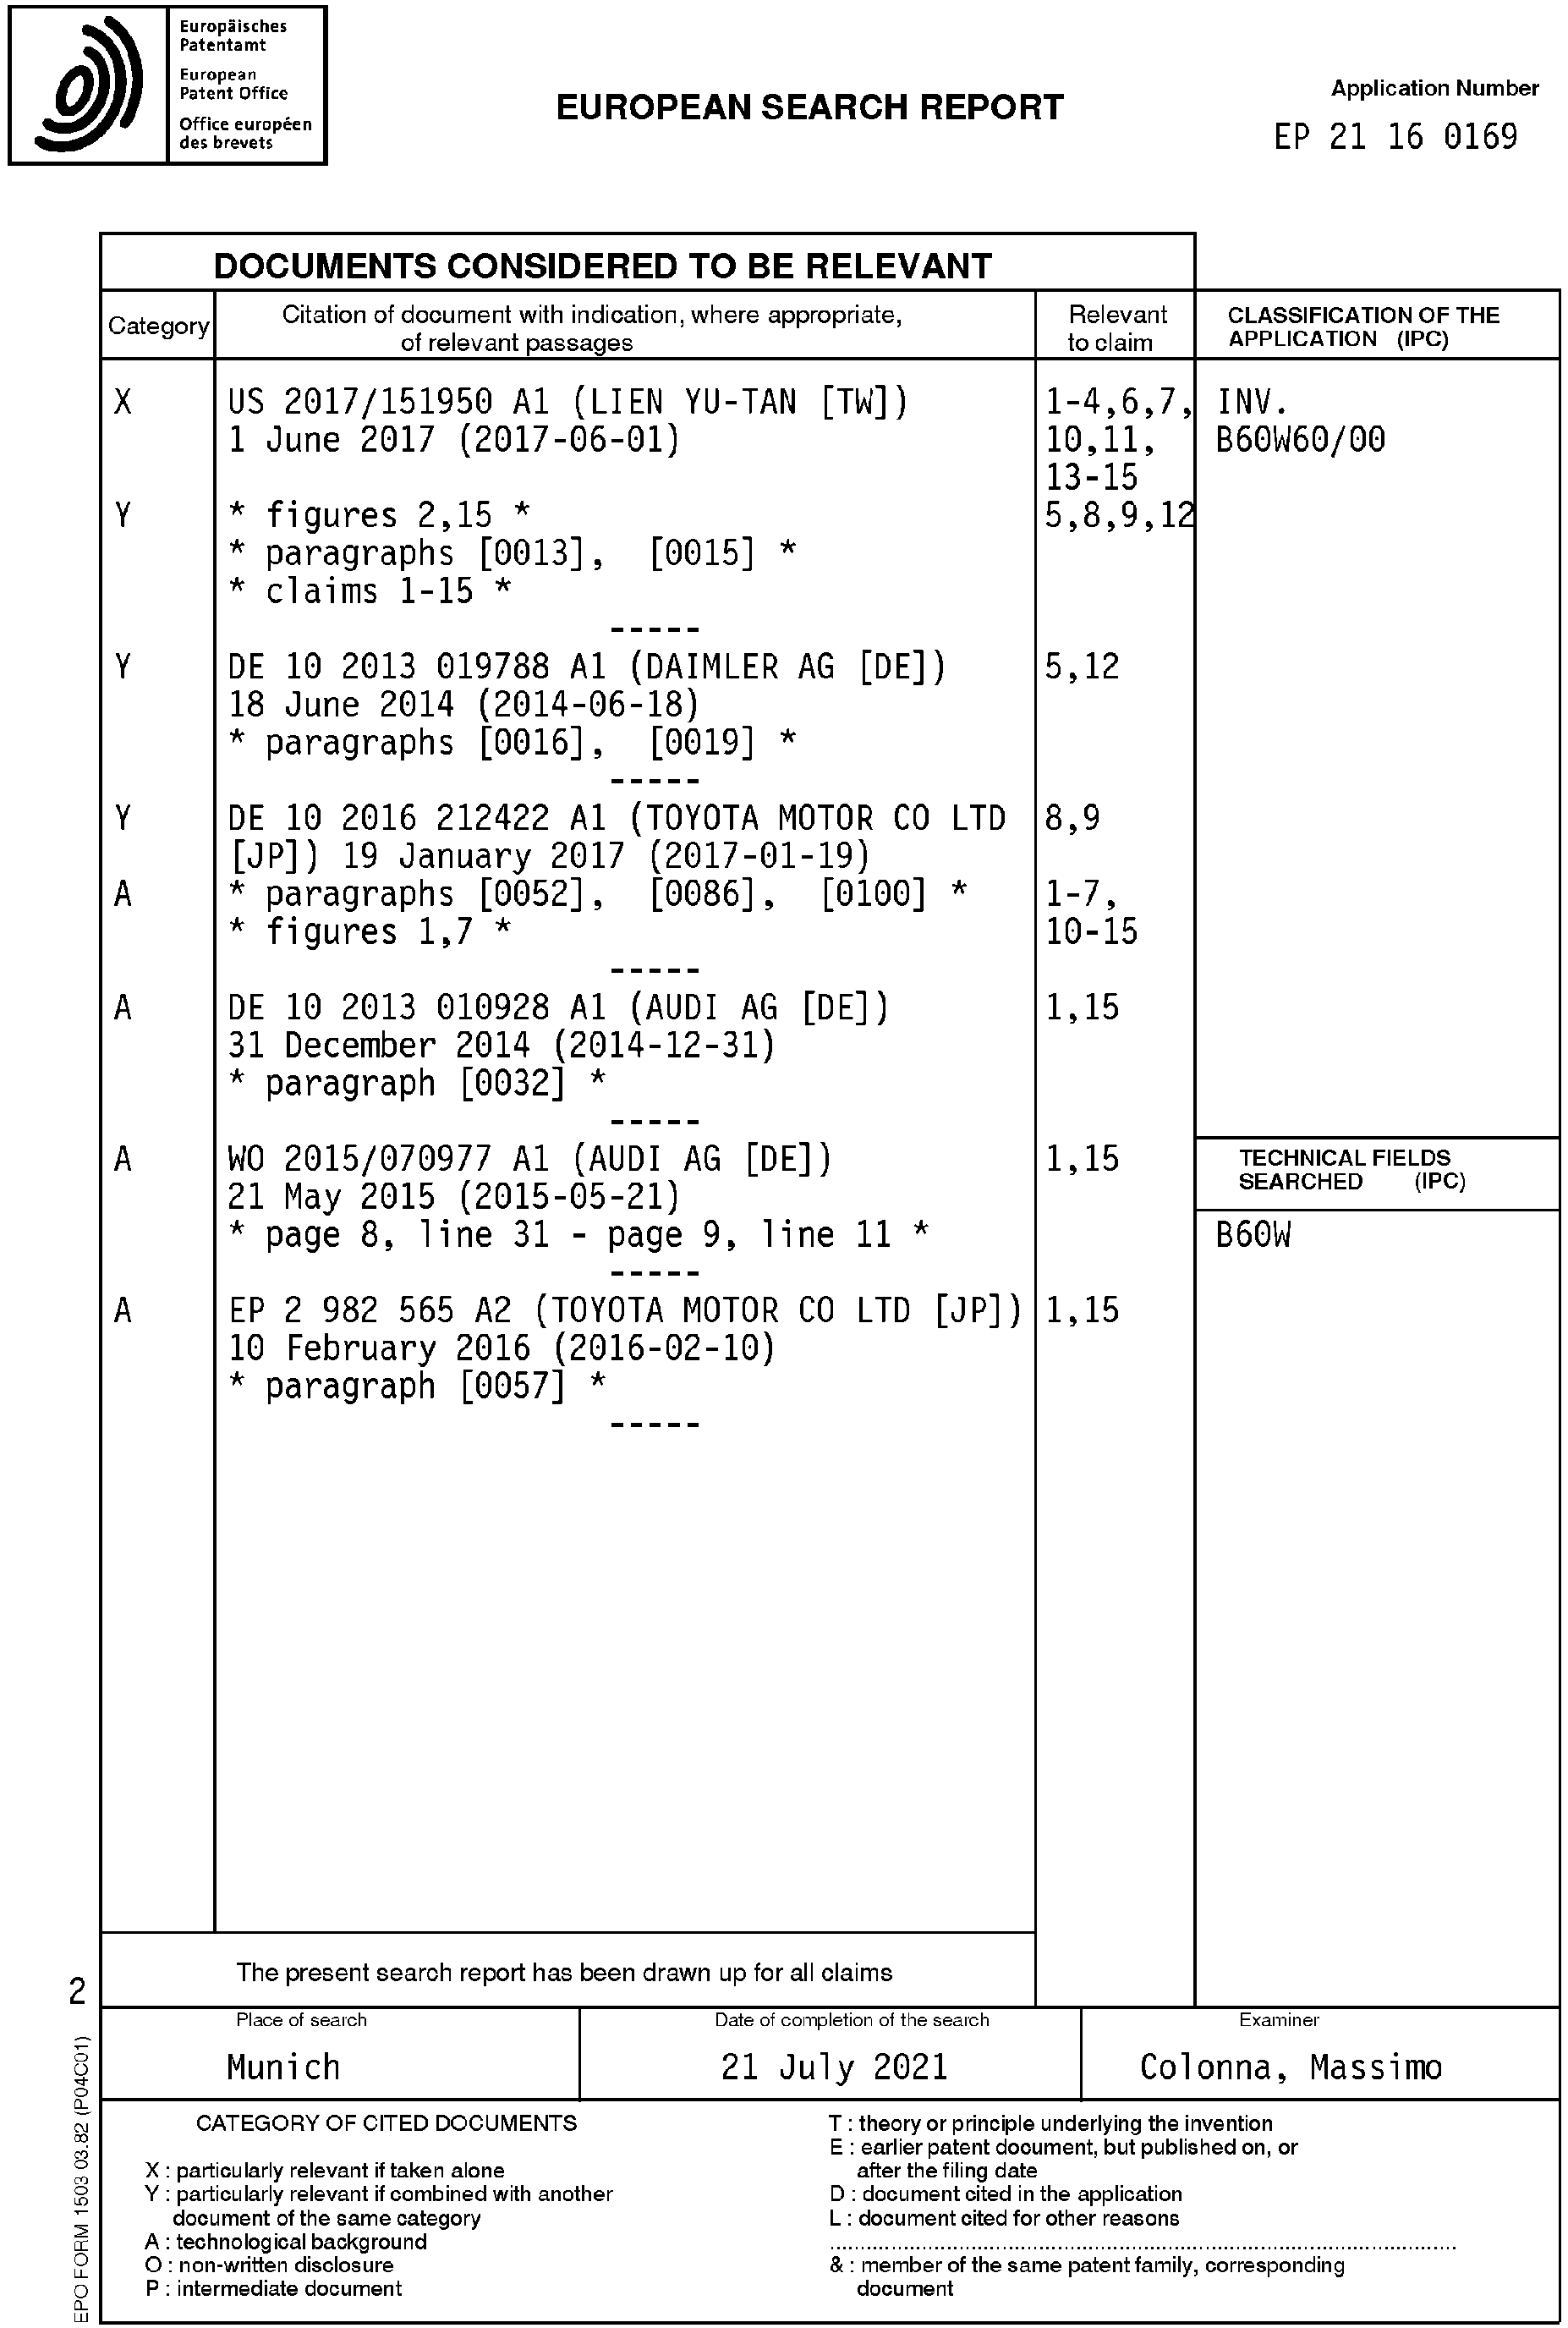 Europäisches
Patentamt
European
Patent Office
Office européen
des brevets
EUROPEAN SEARCH REPORT
Application Number
EP 21 16 0169
DOCUMENTS CONSIDERED TO BE RELEVANT
Category
Citation of document with indication, where appropriate,
of relevant passages
Relevant
to claim
CLASSIFICATION OF THE
APPLICATION (IPC)
X US 2017/151950 A1 (LIEN YU-TAN [TW]) 1-4,6,7, INV.
1 June 2017 (2017-06-01) 10,11, B60W60/00
13-15
Y * figures 2,15 * 5,8,9,12
* paragraphs [0013], [0015] *
* claims 1-15 *
-----
Y DE 10 2013 019788 A1 (DAIMLER AG [DE]) 5,12
18 June 2014 (2014-06-18)
* paragraphs [0016], [0019] *
-----
Y DE 10 2016 212422 A1 (TOYOTA MOTOR CO LTD 8,9
[JP]) 19 January 2017 (2017-01-19)
A * paragraphs [0052], [0086], [0100] * 1-7,
* figures 1,7 * 10-15
-----
A DE 10 2013 010928 A1 (AUDI AG [DE]) 1,15
31 December 2014 (2014-12-31)
* paragraph [0032] *
-----
A WO 2015/070977 A1 (AUDI AG [DE]) 1,15
21 May 2015 (2015-05-21)
* page 8, line 31 - page 9, line 11 *
-----
TECHNICAL FIELDS
SEARCHED (IPC)
B60W
A EP 2 982 565 A2 (TOYOTA MOTOR CO LTD [JP]) 1,15
10 February 2016 (2016-02-10)
* paragraph [0057] *
-----
The present search report has been drawn up for all claims
2
Place of search
Munich
Date of completion of the search
21 July 2021
Examiner
Colonna, Massimo
CATEGORY OF CITED DOCUMENTS
X : particularly relevant if taken alone
Y : particularly relevant if combined with another
document of the same category
A : technological background
O : non-written disclosure
P : intermediate document
T : theory or principle underlying the invention
E : earlier patent document, but published on, or
after the filing date
D : document cited in the application
L : document cited for other reasons
& : member of the same patent family, corresponding
document
EPO FORM 1503 03.82 (P04C01)